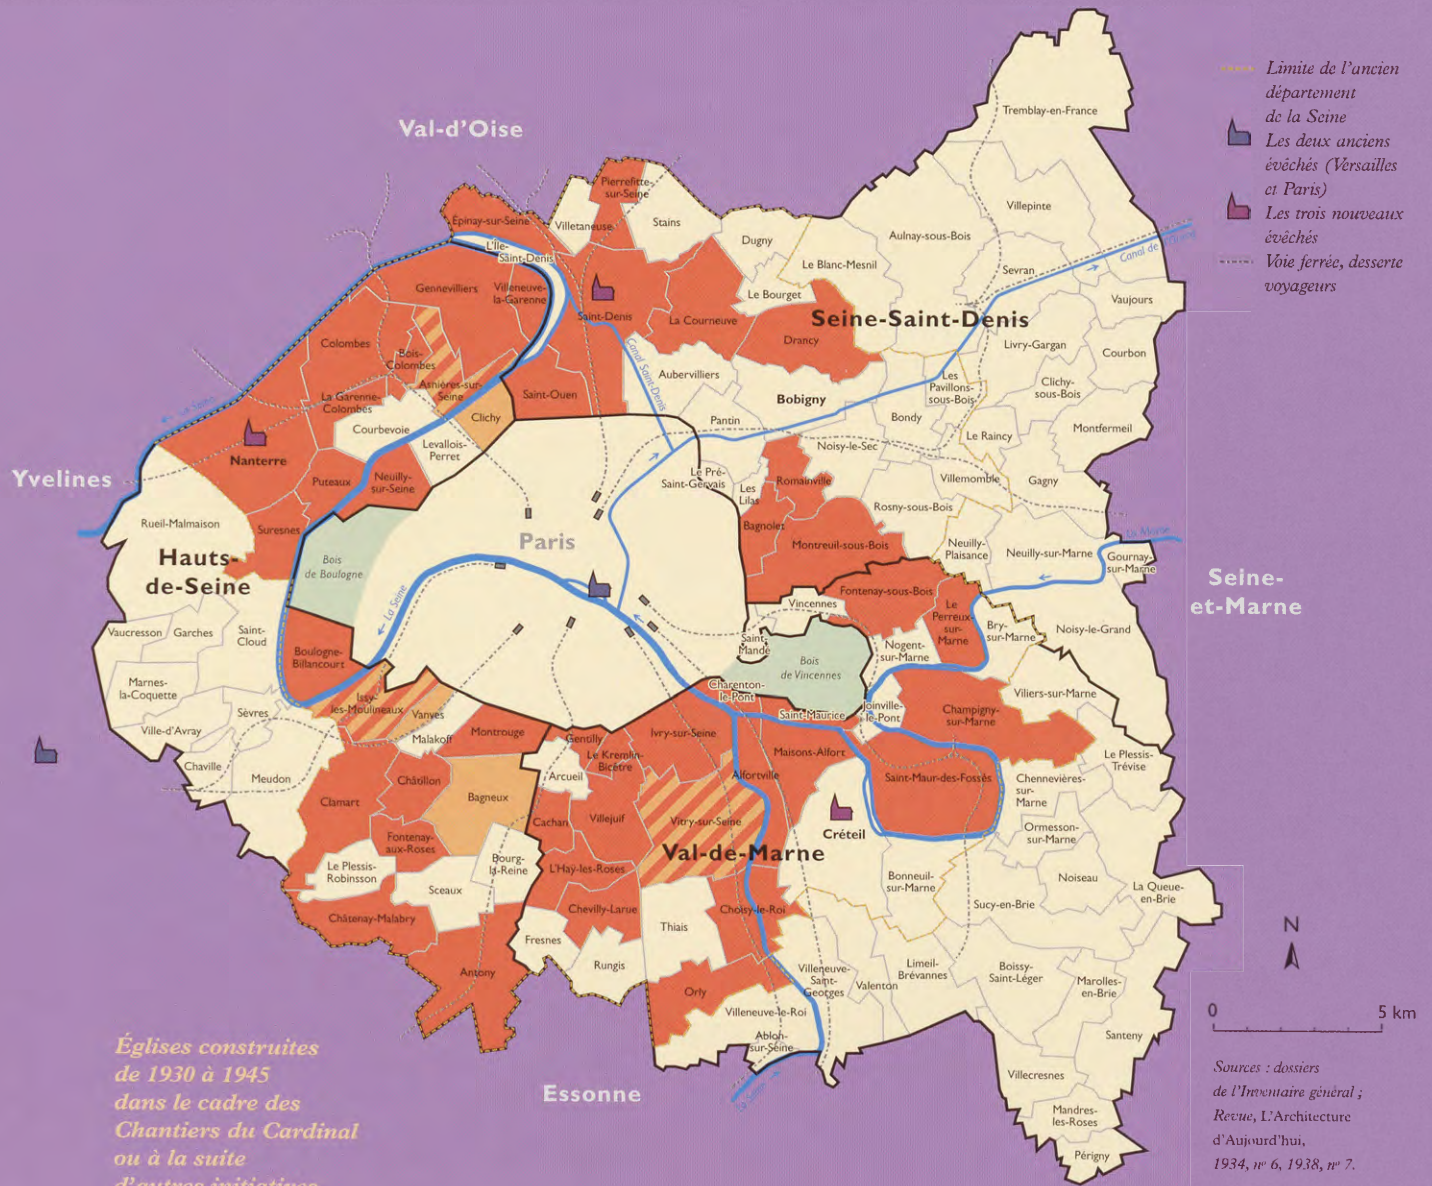 Limite de l'ancien
département
de la Seine
Les deux anciens
évêchés (Versailles
et Paris)
Les trois nouveaux
évêchés
Voie ferrée, desserte
voyageurs
Val-d'Oise
Tremblay-en-France
Pierrefitte-
sur-Seine
Épinay-sur-Seine
Villetaneuse
Stains
Villepinte
Dugny
Aulnay-sous-Bois
L'Ile-
Saint-Denis
Le Blanc-Mesnil
Sevran
Canal de l'Ourcq
Gennevilliers
Villeneuve-
la-Garenne
Le Bourget
Vaujours
Saint-Denis
La Courneuve
Seine-Saint-Denis
Drancy
Colombes
Livry-Gargan
Courbon
Bois-
Colombes
Canal Saint-Denis
Aubervilliers
Asnières-sur-
Seine
Les
Pavillons-
sous-Bois
Clichy-
sous-Bois
La Garenne-
Colombes
Saint-Ouen
Bobigny
La Seine
Clichy
Pantin
Bondy
Courbevoie
Montfermeil
Levallois-
Perret
Noisy-le-Sec
Le Raincy
Nanterre
Yvelines
Puteaux
Neuilly-
sur-Seine
Le Pré-
Saint-Gervais
Les
Lilas
Romainville
Villemomble
Gagny
Rosny-sous-Bois
Rueil-Malmaison
Suresnes
Bagnolet
Paris
Montreuil-sous-Bois
Neuilly-
Plaisance
Neuilly-sur-Marne
La Marne
Gournay-
sur-Marne
Hauts-
de-Seine
Bois
de Boulogne
Seine-
et-Marne
La Seine
Vincennes
Fontenay-sous-Bois
Le
Perreux-
sur-
Marne
Bry-
sur-Marne
Noisy-le-Grand
Vaucresson
Garches
Saint-
Cloud
Saint-
Mandé
Nogent-
sur-Marne
Boulogne-
Billancourt
Bois
de Vincennes
Marnes-
la-Coquette
Charenton-
le-Pont
Viliers-sur-Marne
Issy-
les-Moulineaux
Sèvres
Vanves
Saint-Maurice
Joinville-
le-Pont
Champigny-
sur-Marne
Ville-d'Avray
Malakoff
Montrouge
Gentilly
Ivry-sur-Seine
Le Kremlin-
Bicêtre
Maisons-Alfort
Le Plessis-
Trévise
Chaville
Meudon
Châtillon
Arcueil
Alfortville
Saint-Maur-des-Fossés
Chennevières-
sur-
Marne
Clamart
Bagneux
Cachan
Villejuif
Vitry-sur-Seine
Créteil
Fontenay-
aux-Roses
Ormesson-
sur-Marne
Val-de-Marne
Le Plessis-
Robinsson
Bourg-
la-Reine
L'Haÿ-les-Roses
Sceaux
Bonneuil-
sur-Marne
Noiseau
La Queue-
en-Brie
Châtenay-Malabry
Chevilly-Larue
Choisy-le-Roi
Sucy-en-Brie
Thiais
Fresnes
Rungis
Antony
Villeneuve-
Saint-
Georges
Valenton
Limeil-
Brévannes
Boissy-
Saint-Léger
Marolles-
en-Brie
Orly
Villeneuve-le-Roi
Ablon-
sur-Seine
Santeny
Essonne
La Seine
Villecresnes
Mandres-
les-Roses
Périgny
N
0 5 km
Églises construites
de 1930 à 1945
dans le cadre des
Chantiers du Cardinal
ou à la suite
d'autres initiatives
Sources : dossiers
de l'Inventaire général ;
Revue, L'Architecture
d'Aujourd'hui,
1934, nº 6, 1938, nº 7.